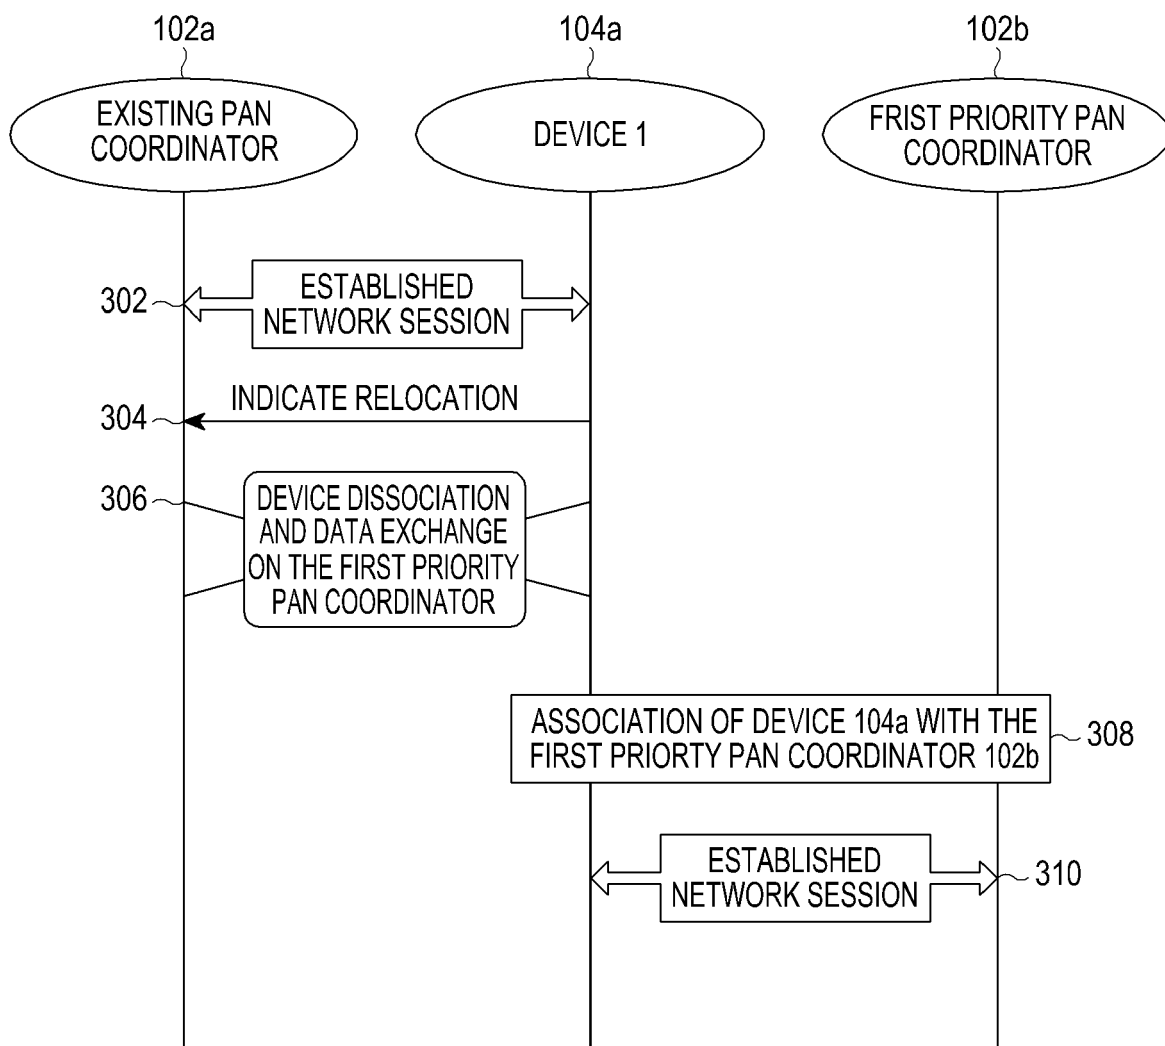 102a
104a
102b
EXISTING PAN
COORDINATOR
DEVICE 1
FRIST PRIORITY PAN
COORDINATOR
302
ESTABLISHED
NETWORK SESSION
304
INDICATE RELOCATION
306
DEVICE DISSOCIATION
AND DATA EXCHANGE
ON THE FIRST PRIORITY
PAN COORDINATOR
ASSOCIATION OF DEVICE 104a WITH THE
FIRST PRIORTY PAN COORDINATOR 102b
308
ESTABLISHED
NETWORK SESSION
310